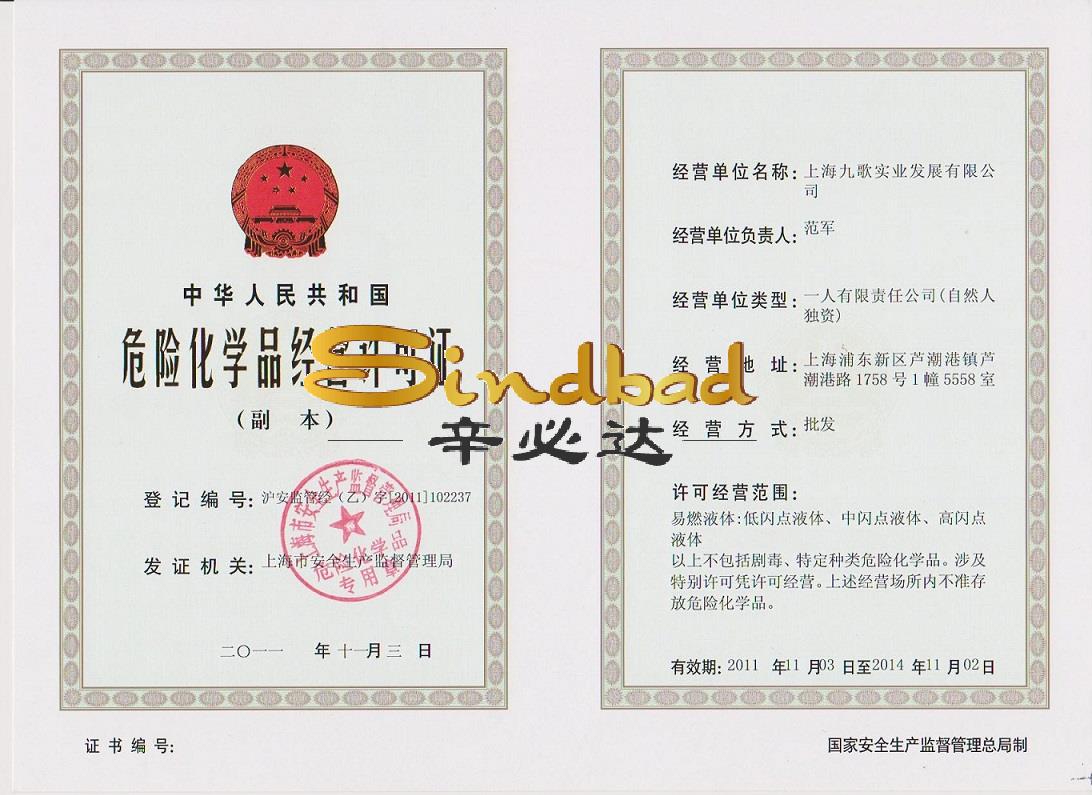 中华人民共和国
危险化学品经营许可证
(副 本)
登记编号:沪安监管经(乙)字[2011]102237
发证机关:上海市安全生产监督管理局
二〇一一 年十一月三 日
证书编号:
Sindbad
辛必达
上海市安全生产监督管理局
危险化学品
专用章
经营单位名称:上海九歌实业发展有限公
司
经营单位负责人:范军
经营单位类型:一人有限责任公司(自然人
独资)
经营地址:上海浦东新区芦潮港镇芦
潮港路1758号1幢5558室
经营方式:批发
许可经营范围:
易燃液体:低闪点液体、中闪点液体、高闪点
液体
以上不包括剧毒、特定种类危险化学品。涉及
特别许可凭许可经营。上述经营场所内不准存
放危险化学品。
有效期:2011 年11月03 日至2014 年11 月02日
国家安全生产监督管理总局制